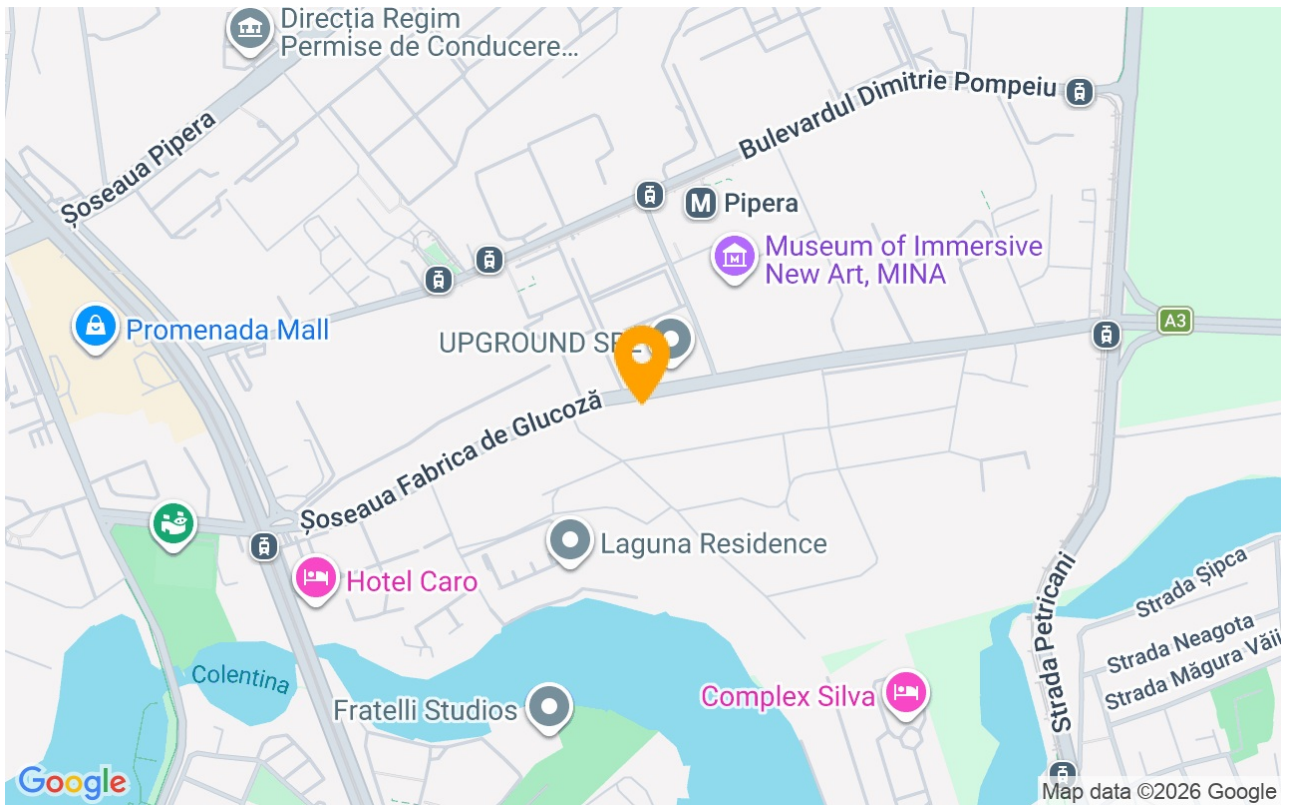 Direcția Regim
Permise de Conducere...
Șoseaua Pipera
Bulevardul Dimitrie Pompeiu
M Pipera
Museum of Immersive
New Art, MINA
Promenada Mall
UPGROUND
A3
Șoseaua Fabrica de Glucoză
Laguna Residence
Hotel Caro
Strada Petricani
Strada Șipca
Strada Neagota
Strada Măgura Văii
Colentina
Complex Silva
Fratelli Studios
Google
Map data ©2026 Google